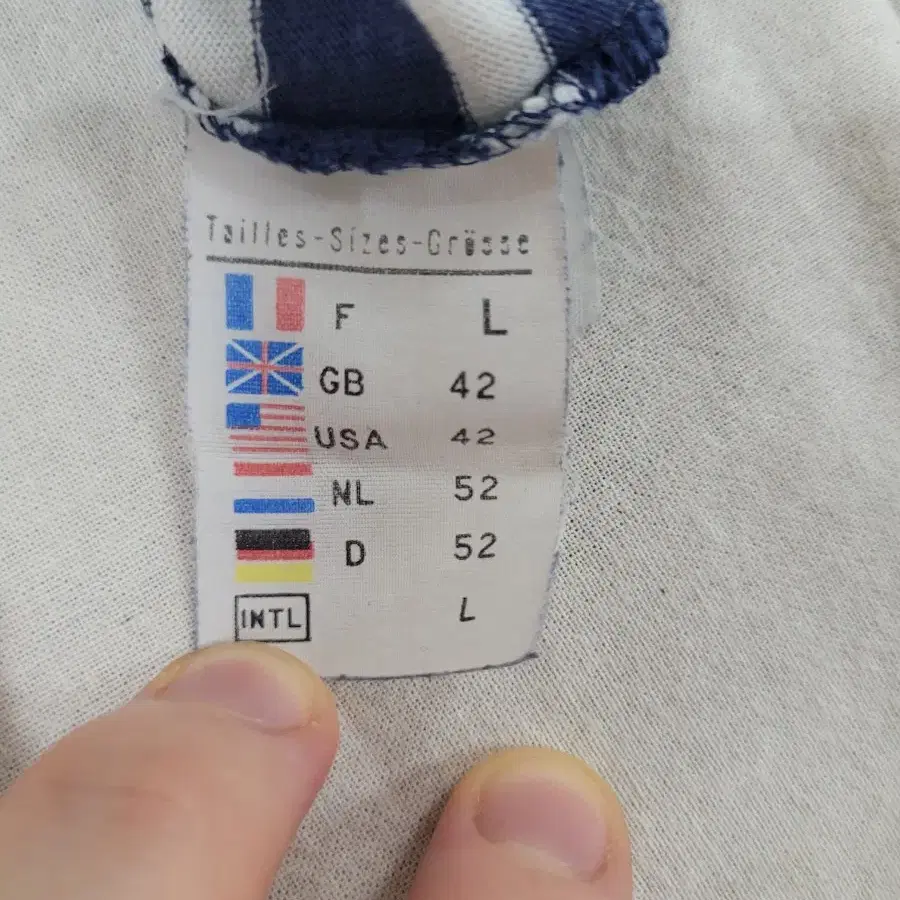 Tailles-Sizes-Grösse
F L
GB 42
USA 42
NL 52
D 52
INTL L